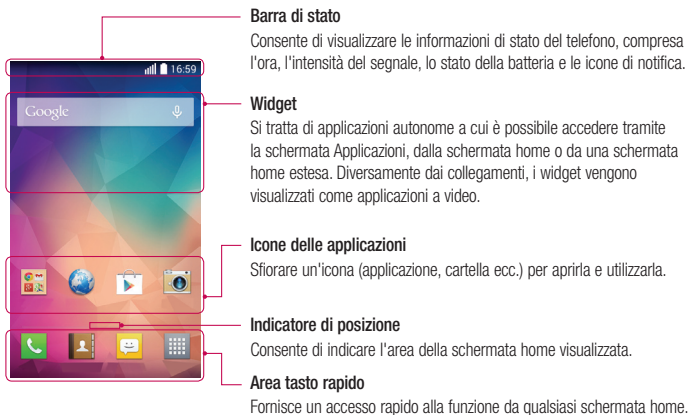 Barra di stato
Consente di visualizzare le informazioni di stato del telefono, compresa
l'ora, l'intensità del segnale, lo stato della batteria e le icone di notifica.
16:59
Widget
Google
Si tratta di applicazioni autonome a cui è possibile accedere tramite
la schermata Applicazioni, dalla schermata home o da una schermata
home estesa. Diversamente dai collegamenti, i widget vengono
visualizzati come applicazioni a video.
Icone delle applicazioni
Sfiorare un'icona (applicazione, cartella ecc.) per aprirla e utilizzarla.
Indicatore di posizione
Consente di indicare l'area della schermata home visualizzata.
Area tasto rapido
Fornisce un accesso rapido alla funzione da qualsiasi schermata home.